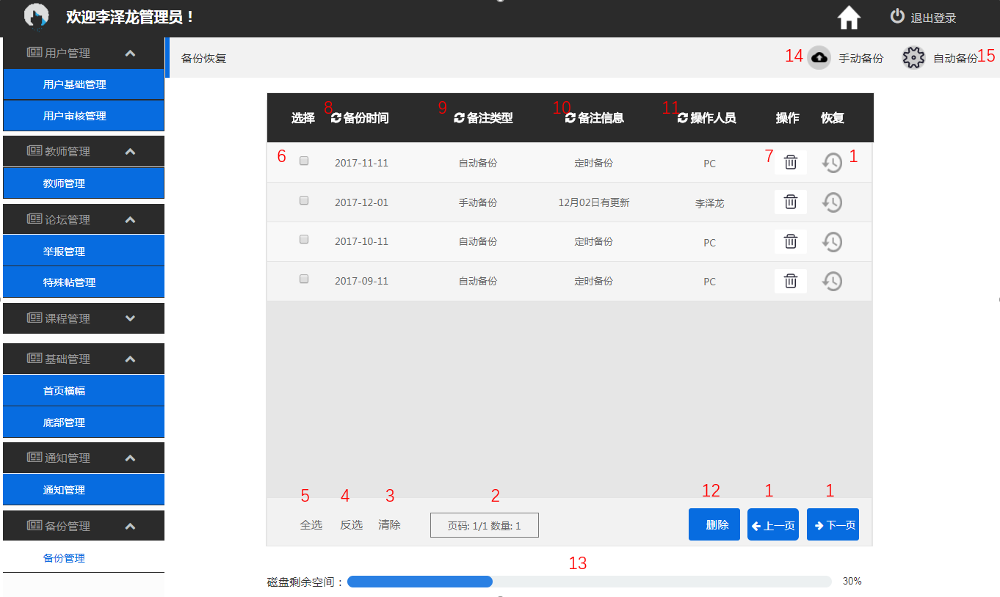 欢迎李泽龙管理员！
退出登录
用户管理
用户基础管理
用户审核管理
教师管理
教师管理
论坛管理
举报管理
特殊帖管理
课程管理
基础管理
首页横幅
底部管理
通知管理
通知管理
备份管理
备份管理
备份恢复
14 手动备份 自动备份 15
选择 8 备份时间 9 备注类型 10 备注信息 11 操作人员 操作 恢复
6 2017-11-11 自动备份 定时备份 PC 7 1
2017-12-01 手动备份 12月02日有更新 李泽龙
2017-10-11 自动备份 定时备份 PC
2017-09-11 自动备份 定时备份 PC
5 4 3 2 12 1 1
全选 反选 清除 页码: 1/1 数量: 1 删除 上一页 下一页
13
磁盘剩余空间： 30%